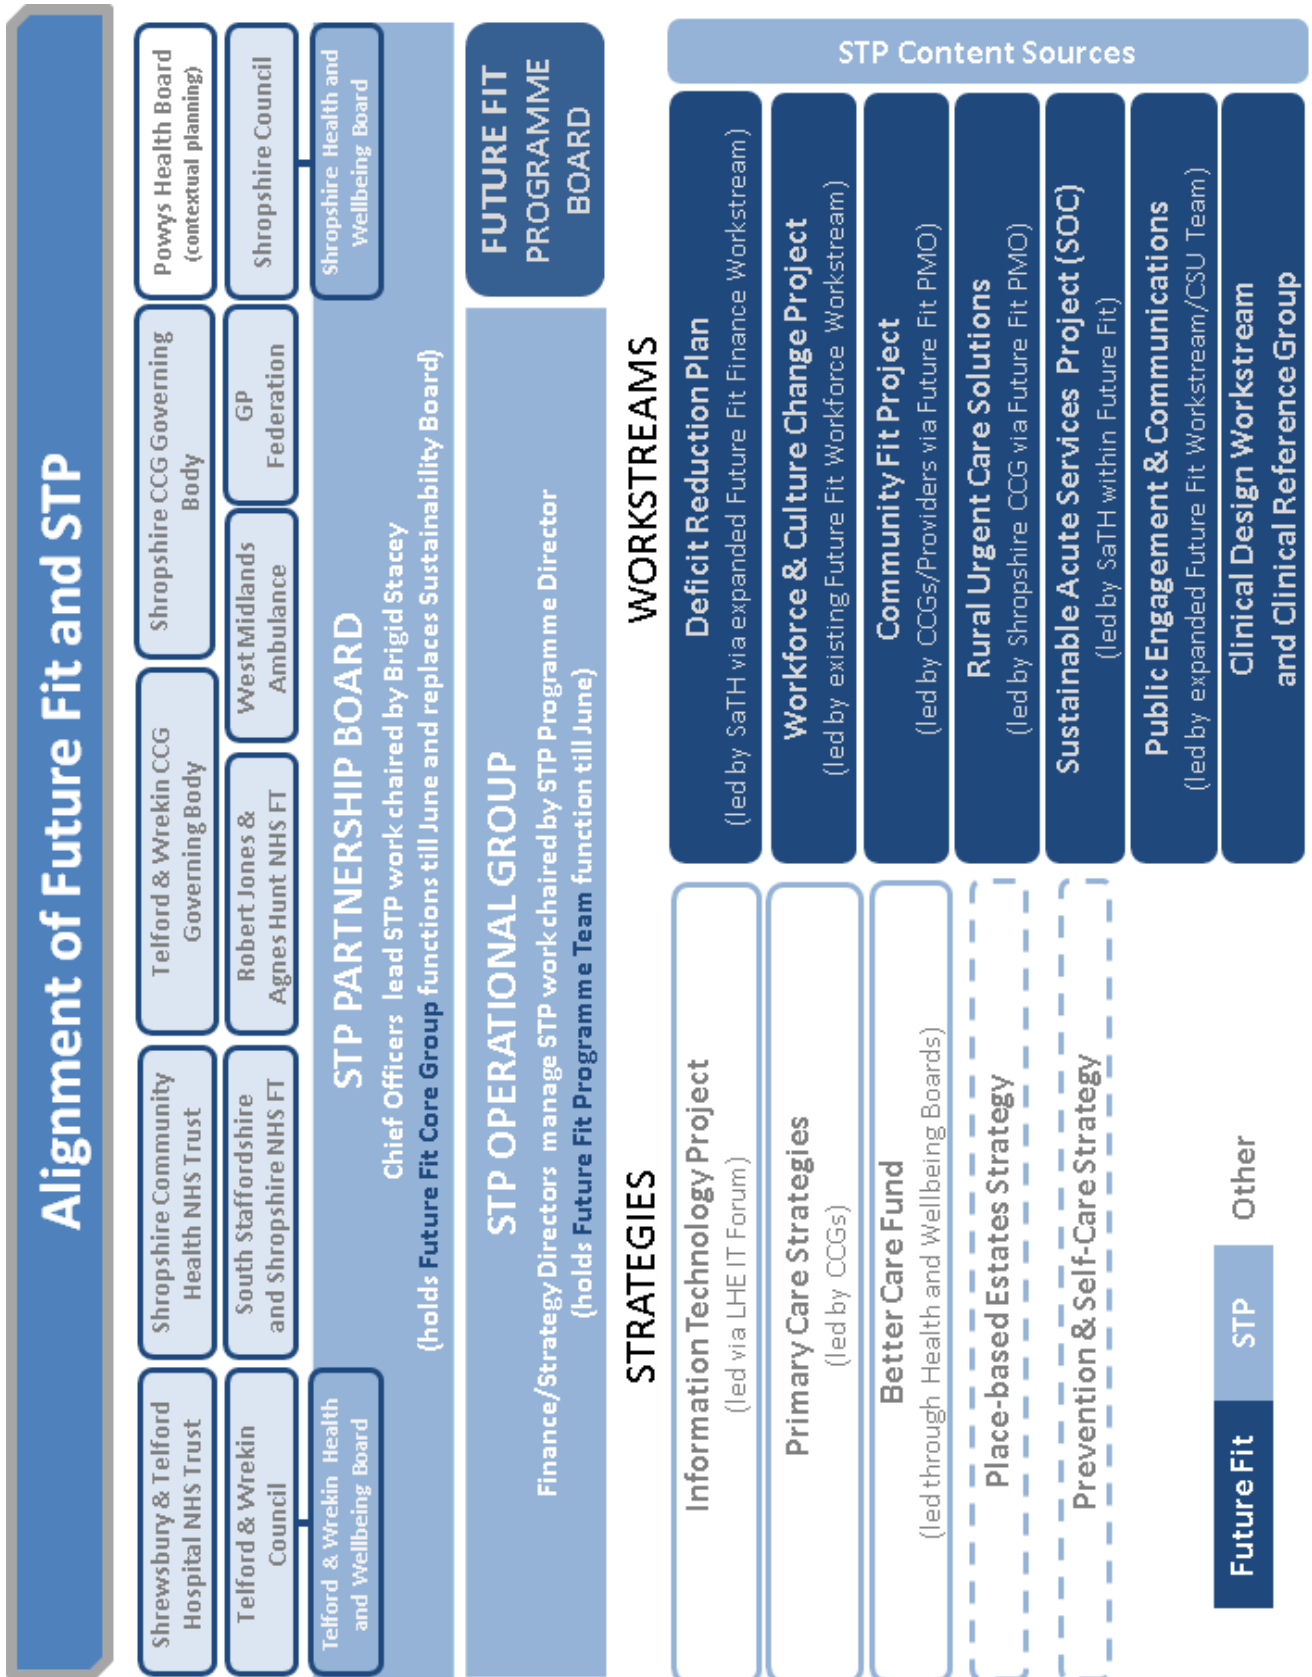 Alignment of Future Fit and STP
Shrewsbury & Telford
Hospital NHS Trust
Shropshire Community
Health NHS Trust
Telford & Wrekin CCG
Governing Body
Shropshire CCG Governing
Body
Powys Health Board
(contextual planning)
Telford & Wrekin
Council
South Staffordshire
and Shropshire NHS FT
Robert Jones &
Agnes Hunt NHS FT
West Midlands
Ambulance
GP
Federation
Shropshire Council
Telford & Wrekin Health
and Wellbeing Board
Shropshire Health and
Wellbeing Board
STP PARTNERSHIP BOARD
Chief Officers lead STP work chaired by Brigid Stacey
(holds Future Fit Core Group functions till June and replaces Sustainability Board)
STP OPERATIONAL GROUP
Finance/Strategy Directors manage STP work chaired by STP Programme Director
(holds Future Fit Programme Team function till June)
FUTURE FIT
PROGRAMME
BOARD
STRATEGIES
Information Technology Project
(led via LHE IT Forum)
Primary Care Strategies
(led by CCGs)
Better Care Fund
(led through Health and Wellbeing Boards)
Place-based Estates Strategy
Prevention & Self-Care Strategy
WORKSTREAMS
Deficit Reduction Plan
(led by SaTH via expanded Future Fit Finance Workstream)
Workforce & Culture Change Project
(led by existing Future Fit Workforce Workstream)
Community Fit Project
(led by CCGs/Providers via Future Fit PMO)
Rural Urgent Care Solutions
(led by Shropshire CCG via Future Fit PMO)
Sustainable Acute Services Project (SOC)
(led by SaTH within Future Fit)
Public Engagement & Communications
(led by expanded Future Fit Workstream/CSU Team)
Clinical Design Workstream
and Clinical Reference Group
STP Content Sources
Future Fit
STP
Other